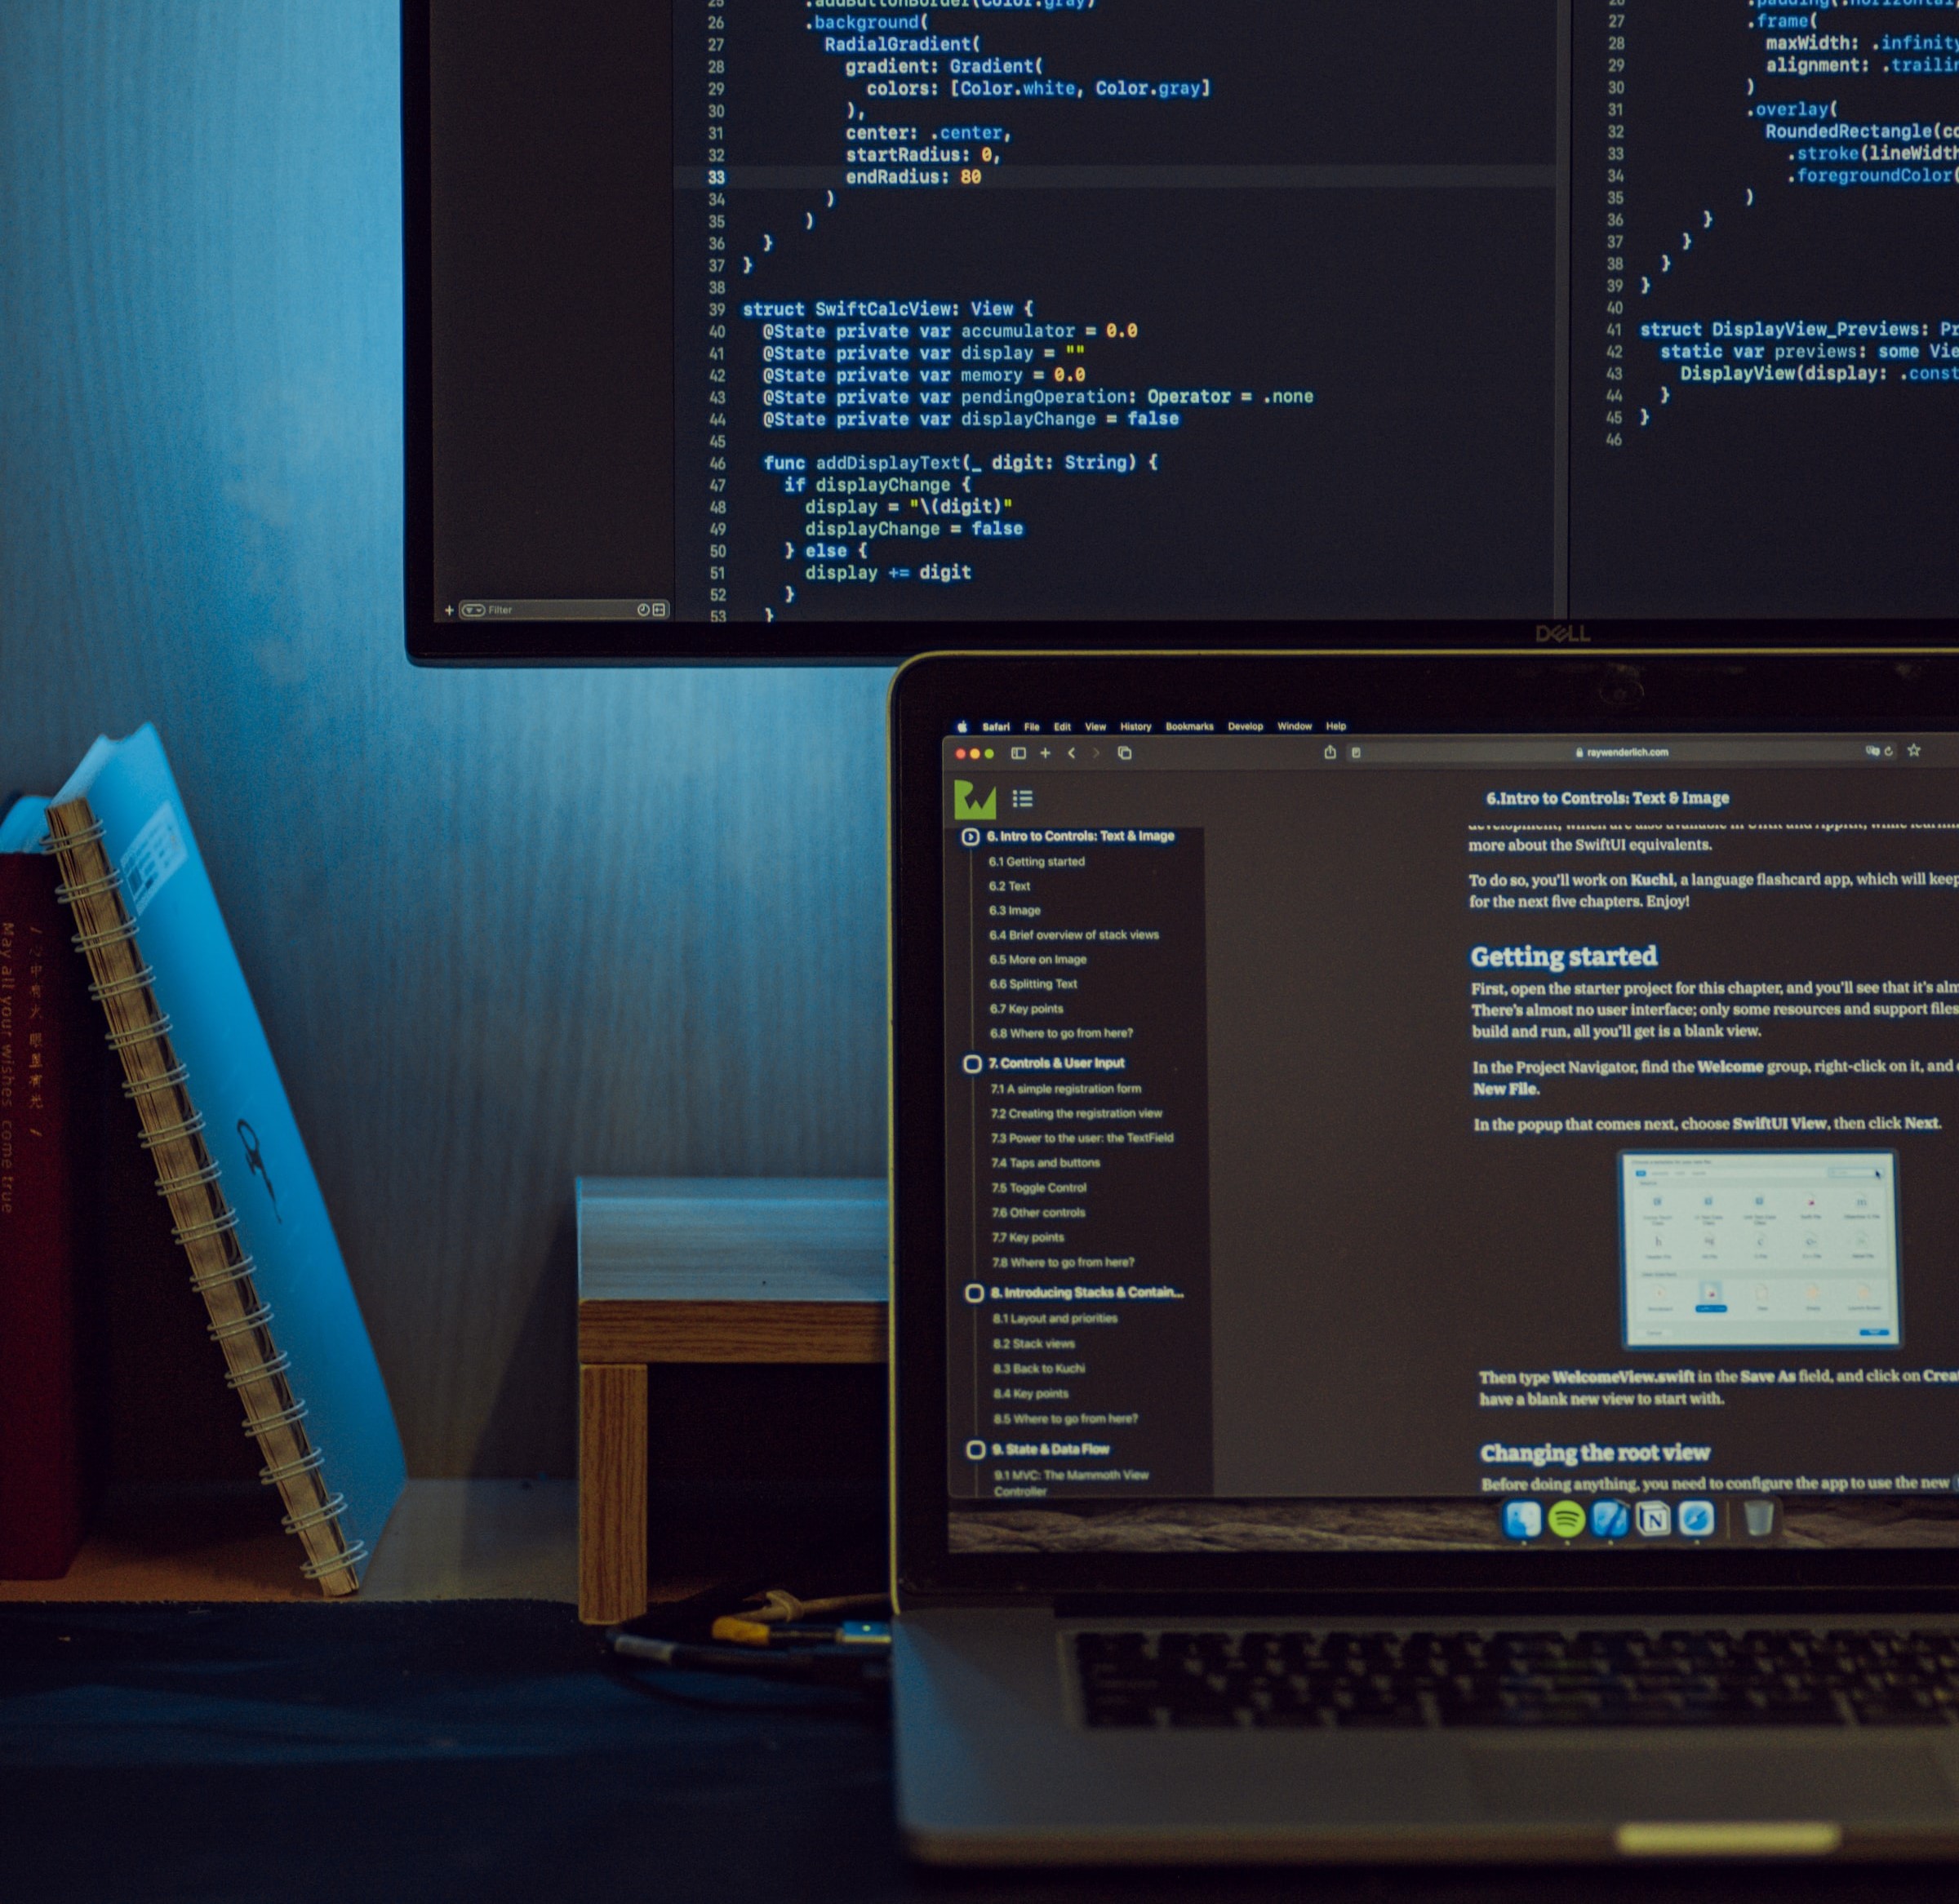 .addButtonBorder(Color.gray)
26 .background(
27 RadialGradient(
28 gradient: Gradient(
29 colors: [Color.white, Color.gray]
30 ),
31 center: .center,
32 startRadius: 0,
33 endRadius: 80
34 )
35 )
36 }
37 }
38
39 struct SwiftCalcView: View {
40 @State private var accumulator = 0.0
41 @State private var display = ""
42 @State private var memory = 0.0
43 @State private var pendingOperation: Operator = .none
44 @State private var displayChange = false
45
46 func addDisplayText(_ digit: String) {
47 if displayChange {
48 display = "\(digit)"
49 displayChange = false
50 } else {
51 display += digit
52 }
53 }
Filter
27 .frame(
28 maxWidth: .infinity
29 alignment: .trailin
30 )
31 .overlay(
32 RoundedRectangle(co
33 .stroke(lineWidth
34 .foregroundColor(
35 )
36 }
37 }
38 }
39 }
40
41 struct DisplayView_Previews: Pr
42 static var previews: some Vie
43 DisplayView(display: .const
44 }
45 }
46
DELL
Safari File Edit View History Bookmarks Develop Window Help
raywenderlich.com
6.Intro to Controls: Text & Image
6. Intro to Controls: Text & Image
6.1 Getting started
6.2 Text
6.3 Image
6.4 Brief overview of stack views
6.5 More on Image
6.6 Splitting Text
6.7 Key points
6.8 Where to go from here?
7. Controls & User Input
7.1 A simple registration form
7.2 Creating the registration view
7.3 Power to the user: the TextField
7.4 Taps and buttons
7.5 Toggle Control
7.6 Other controls
7.7 Key points
7.8 Where to go from here?
8. Introducing Stacks & Contain...
8.1 Layout and priorities
8.2 Stack views
8.3 Back to Kuchi
8.4 Key points
8.5 Where to go from here?
9. State & Data Flow
9.1 MVC: The Mammoth View
Controller
more about the SwiftUI equivalents.
To do so, you'll work on Kuchi, a language flashcard app, which will keep
for the next five chapters. Enjoy!
Getting started
First, open the starter project for this chapter, and you'll see that it's alm
There's almost no user interface; only some resources and support files
build and run, all you'll get is a blank view.
In the Project Navigator, find the Welcome group, right-click on it, and
New File.
In the popup that comes next, choose SwiftUI View, then click Next.
Then type WelcomeView.swift in the Save As field, and click on Crea
have a blank new view to start with.
Changing the root view
Before doing anything, you need to configure the app to use the new
May all your wishes come true